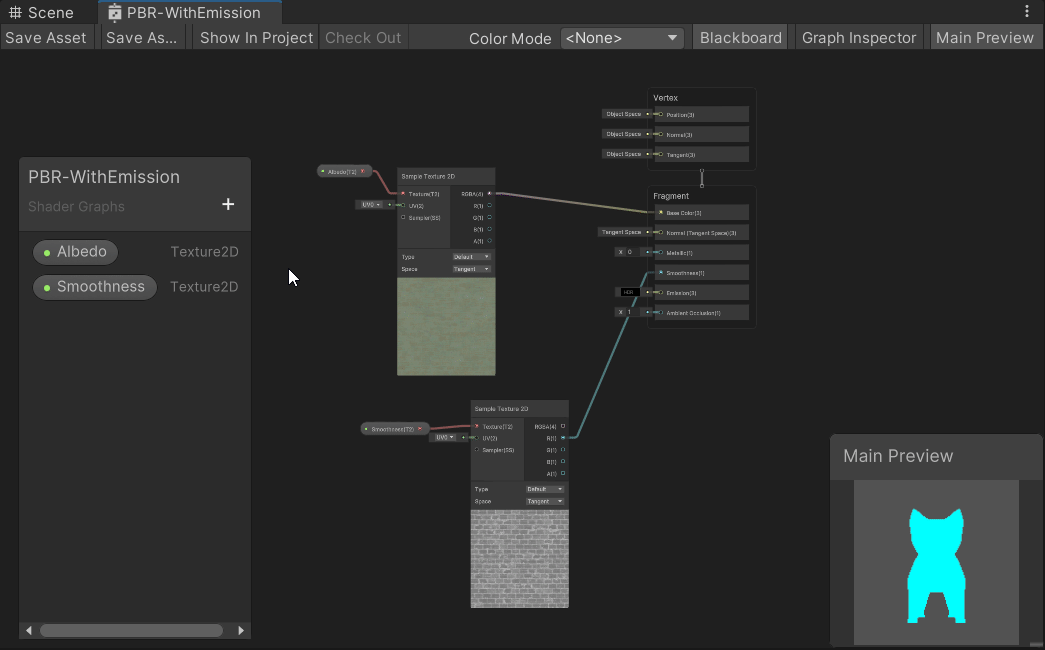 Scene
PBR-WithEmission
Save Asset
Save As...
Show In Project
Check Out
Color Mode
<None>
Blackboard
Graph Inspector
Main Preview
PBR-WithEmission
Shader Graphs
+
Albedo
Texture2D
Smoothness
Texture2D
Albedo(T2)
Sample Texture 2D
Texture(T2)
RGBA(4)
UV0
UV(2)
R(1)
Sampler(SS)
G(1)
B(1)
A(1)
Type
Default
Space
Tangent
Smoothness(T2)
Sample Texture 2D
Texture(T2)
RGBA(4)
UV0
UV(2)
R(1)
Sampler(SS)
G(1)
B(1)
A(1)
Type
Default
Space
Tangent
Vertex
Object Space
Position(3)
Object Space
Normal(3)
Object Space
Tangent(3)
Fragment
Base Color(3)
Tangent Space
Normal (Tangent Space)(3)
X 0
Metallic(1)
Smoothness(1)
HDR
Emission(3)
X 1
Ambient Occlusion(1)
Main Preview